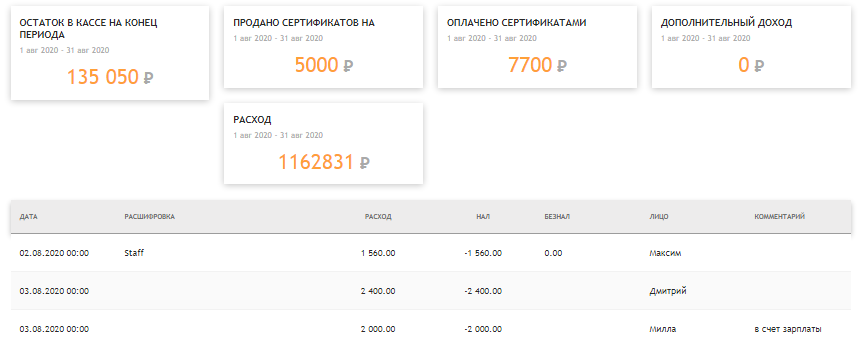 ОСТАТОК В КАССЕ НА КОНЕЦ ПЕРИОДА
1 авг 2020 - 31 авг 2020
135 050 ₽
ПРОДАНО СЕРТИФИКАТОВ НА
1 авг 2020 - 31 авг 2020
5000 ₽
ОПЛАЧЕНО СЕРТИФИКАТАМИ
1 авг 2020 - 31 авг 2020
7700 ₽
ДОПОЛНИТЕЛЬНЫЙ ДОХОД
1 авг 2020 - 31 авг 2020
0 ₽
РАСХОД
1 авг 2020 - 31 авг 2020
1162831 ₽
ДАТА РАСШИФРОВКА РАСХОД НАЛ БЕЗНАЛ ЛИЦО КОММЕНТАРИЙ
02.08.2020 00:00 Staff 1 560.00 -1 560.00 0.00 Максим
03.08.2020 00:00 2 400.00 -2 400.00 Дмитрий
03.08.2020 00:00 2 000.00 -2 000.00 Милла в счет зарплаты